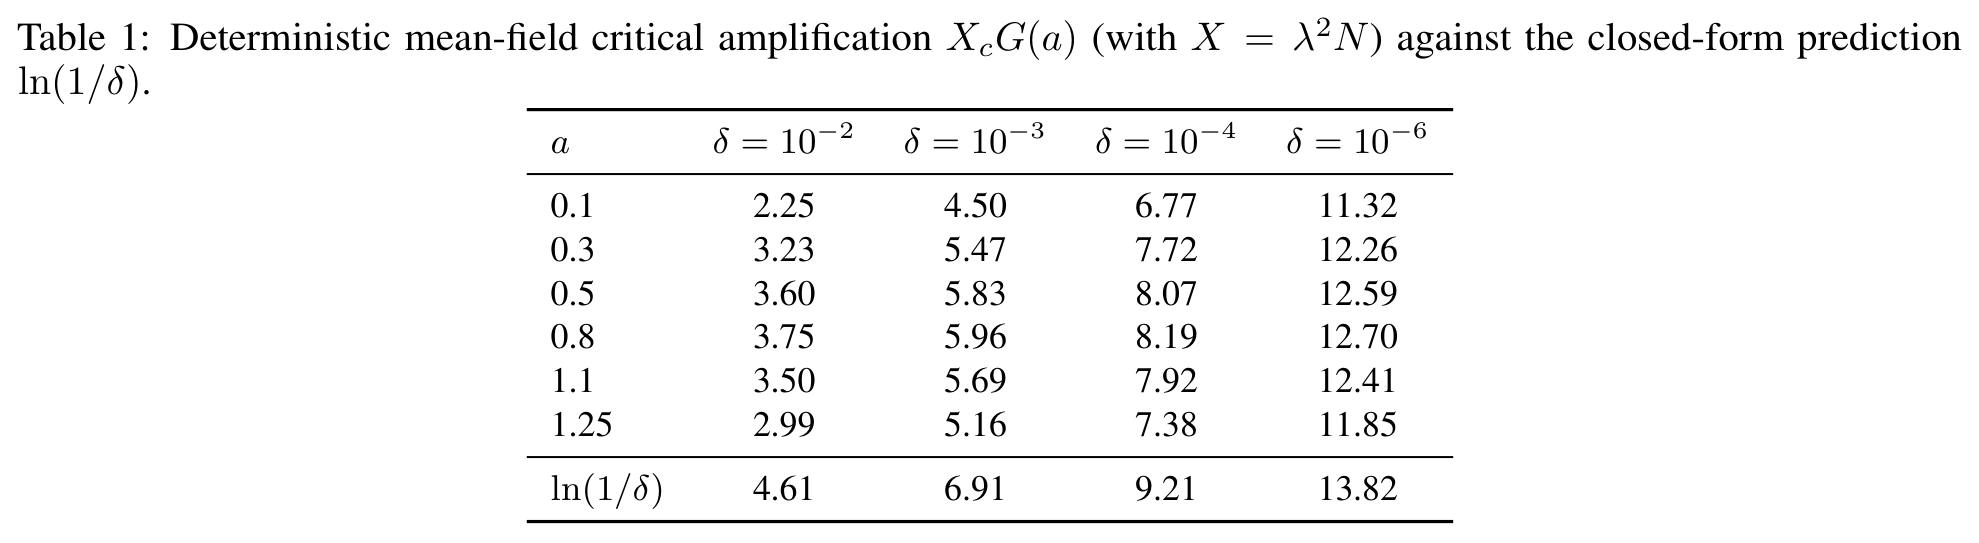 Table 1: Deterministic mean-field critical amplification X_cG(a) (with X = λ²N) against the closed-form prediction
ln(1/δ).
a δ = 10⁻² δ = 10⁻³ δ = 10⁻⁴ δ = 10⁻⁶
0.1 2.25 4.50 6.77 11.32
0.3 3.23 5.47 7.72 12.26
0.5 3.60 5.83 8.07 12.59
0.8 3.75 5.96 8.19 12.70
1.1 3.50 5.69 7.92 12.41
1.25 2.99 5.16 7.38 11.85
ln(1/δ) 4.61 6.91 9.21 13.82